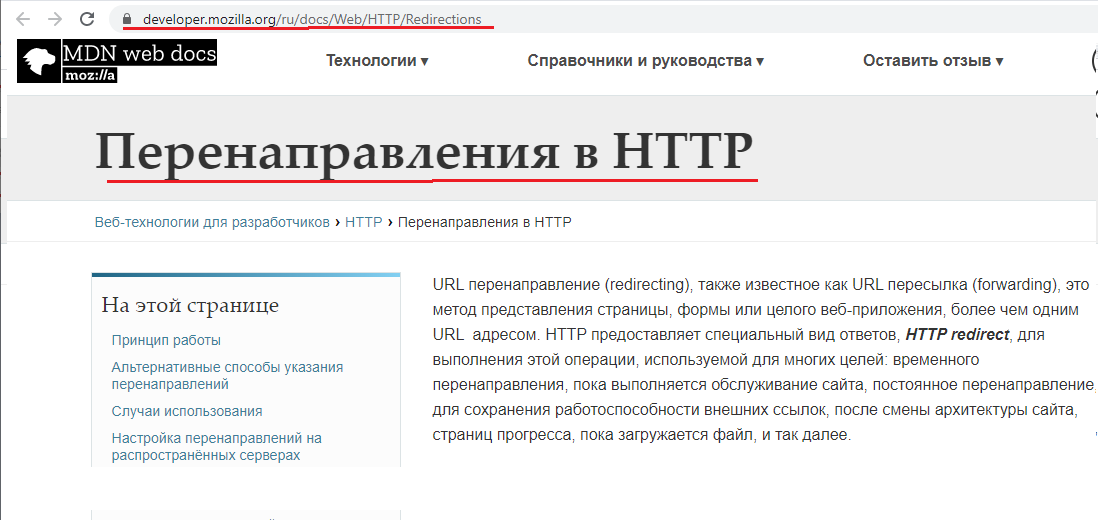 developer.mozilla.org/ru/docs/Web/HTTP/Redirections
MDN web docs
moz://a
Технологии ▾
Справочники и руководства ▾
Оставить отзыв ▾
Перенаправления в HTTP
Веб-технологии для разработчиков › HTTP › Перенаправления в HTTP
На этой странице
Принцип работы
Альтернативные способы указания
перенаправлений
Случаи использования
Настройка перенаправлений на
распространённых серверах
URL перенаправление (redirecting), также известное как URL пересылка (forwarding), это
метод представления страницы, формы или целого веб-приложения, более чем одним
URL адресом. HTTP предоставляет специальный вид ответов, HTTP redirect, для
выполнения этой операции, используемой для многих целей: временного
перенаправления, пока выполняется обслуживание сайта, постоянное перенаправление,
для сохранения работоспособности внешних ссылок, после смены архитектуры сайта,
страниц прогресса, пока загружается файл, и так далее.